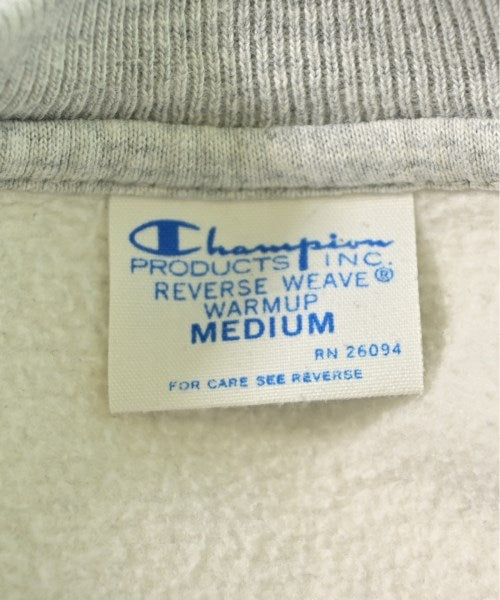 Champion
PRODUCTS INC.
REVERSE WEAVE®
WARMUP
MEDIUM
RN 26094
FOR CARE SEE REVERSE